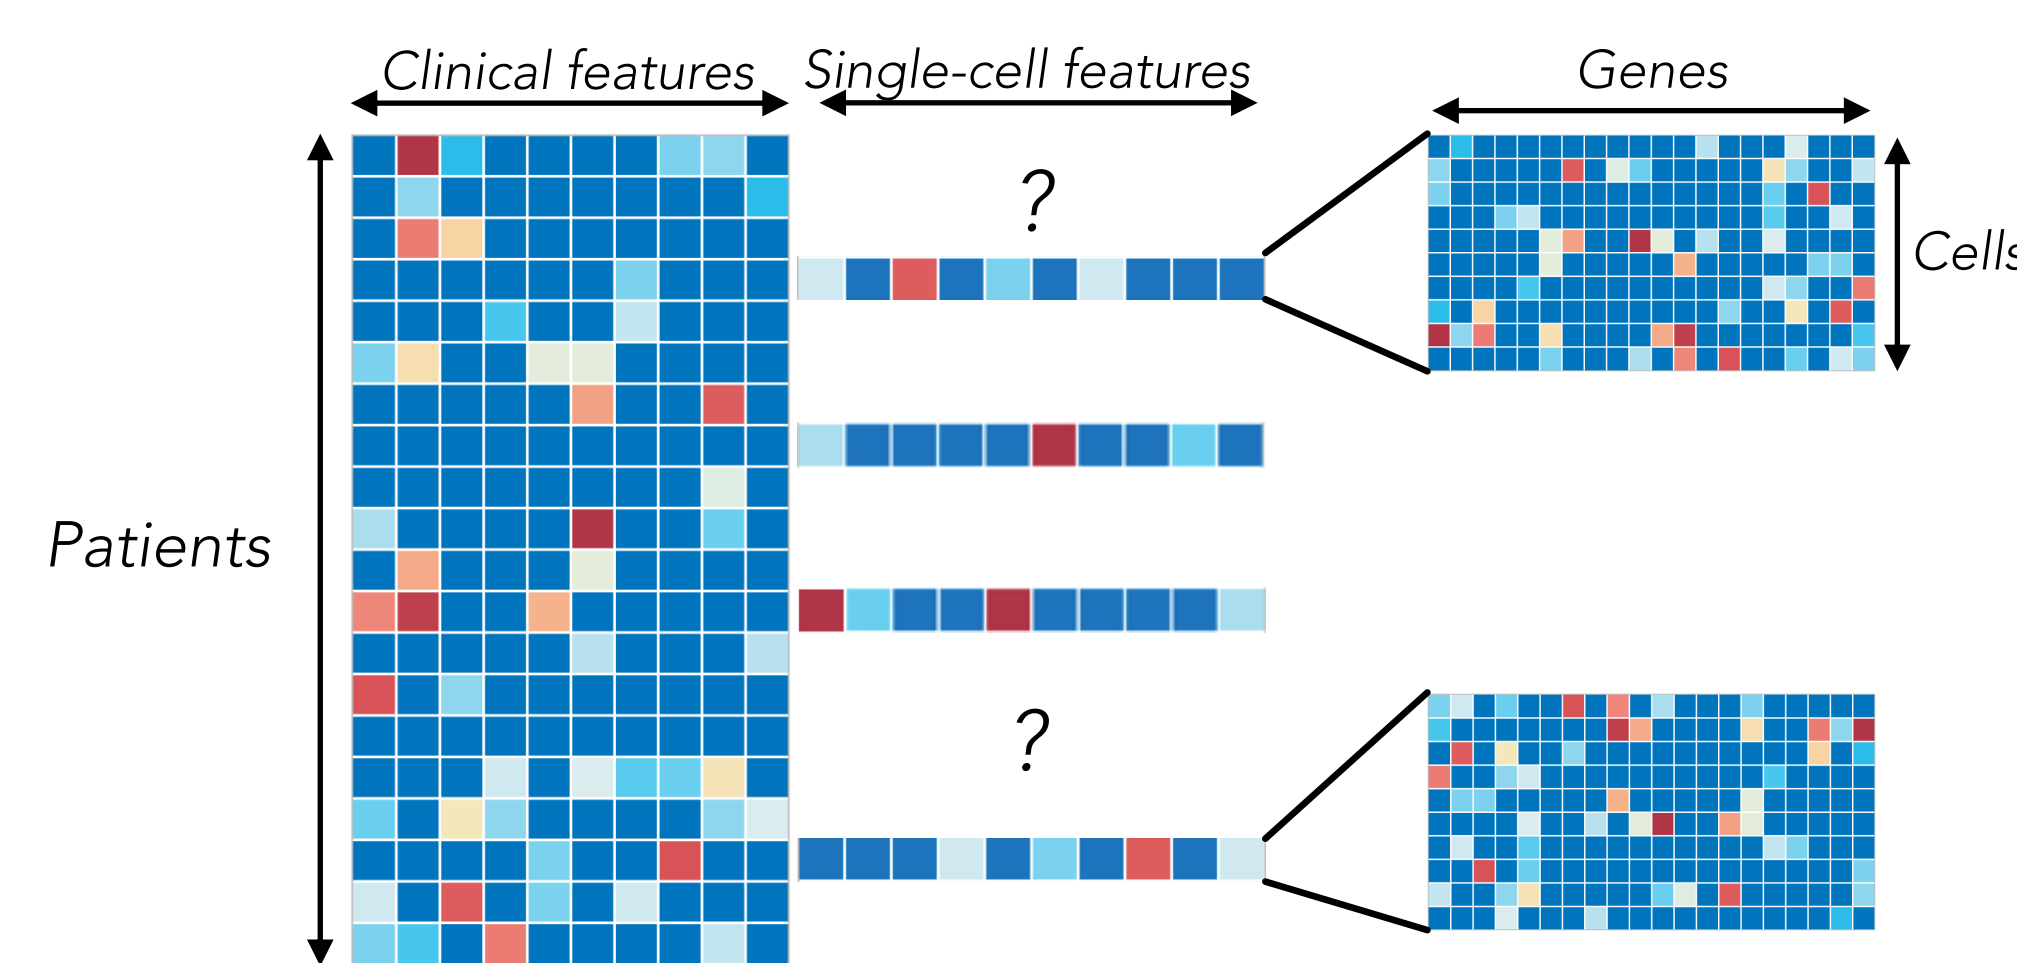 Clinical features
Single-cell features
Genes
?
Cells
Patients
?